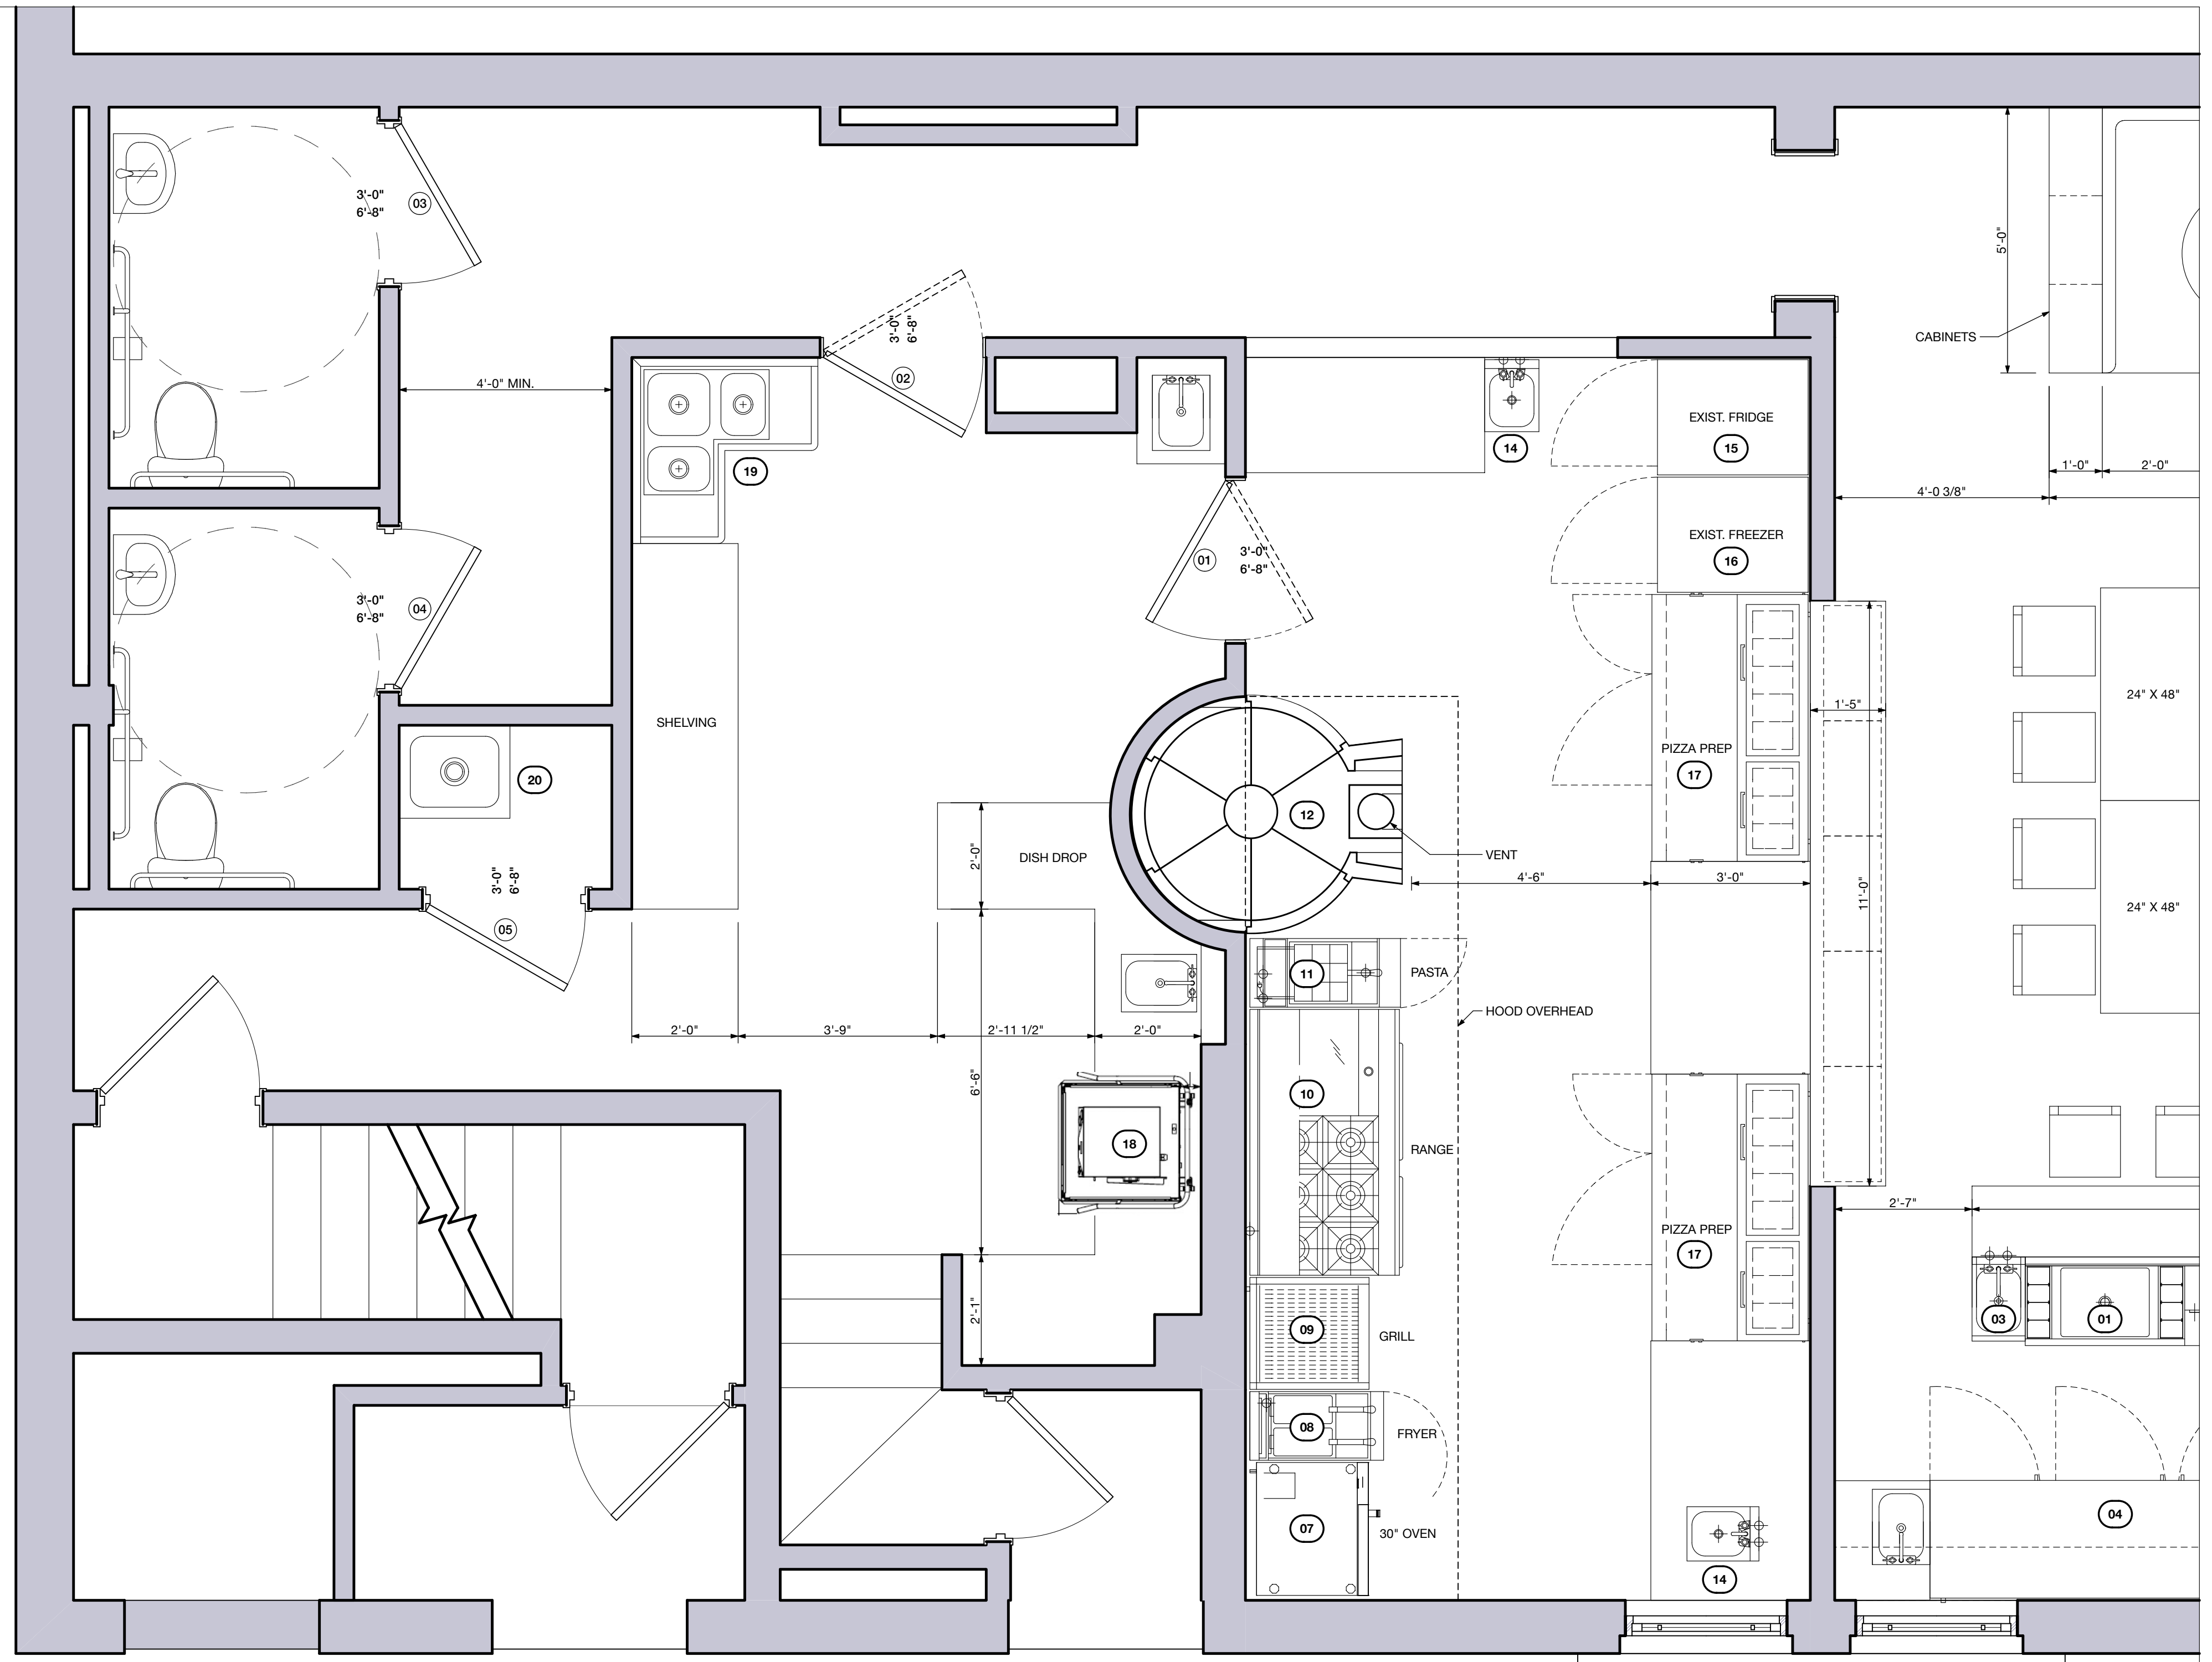 3'-0"
6'-8"
03
5'-0"
3'-0"
6'-8"
02
CABINETS
4'-0" MIN.
EXIST. FRIDGE
15
14
19
1'-0"
2'-0"
4'-0 3/8"
EXIST. FREEZER
16
01
3'-0"
6'-8"
3'-0"
6'-8"
04
24" X 48"
1'-5"
SHELVING
PIZZA PREP
17
20
12
VENT
DISH DROP
2'-0"
3'-0"
6'-8"
4'-6"
3'-0"
11'-0"
24" X 48"
05
11
PASTA
HOOD OVERHEAD
2'-0"
3'-9"
2'-11 1/2"
2'-0"
6'-6"
10
18
RANGE
2'-7"
PIZZA PREP
17
2'-1"
03
01
09
GRILL
08
FRYER
04
07
30" OVEN
14